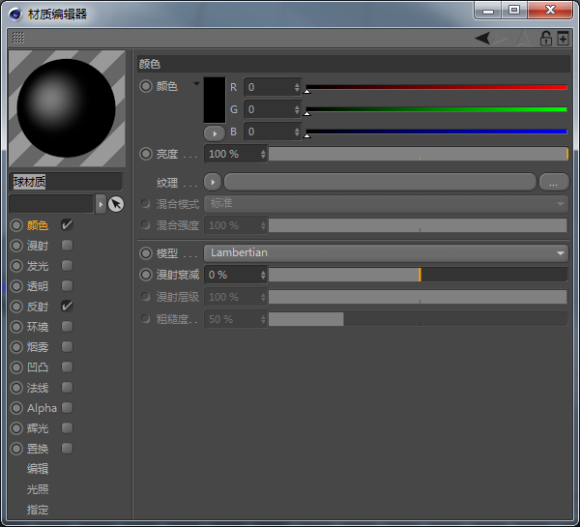 材质编辑器
颜色
颜色 R 0
G 0
B 0
亮度 . . . 100 %
纹理 . . . ...
混合模式 标准
混合强度 100 %
模型 . . . Lambertian
漫射衰减 0 %
漫射层级 100 %
粗糙度. . 50 %
球材质
颜色
漫射
发光
透明
反射
环境
烟雾
凹凸
法线
Alpha
辉光
置换
编辑
光照
指定